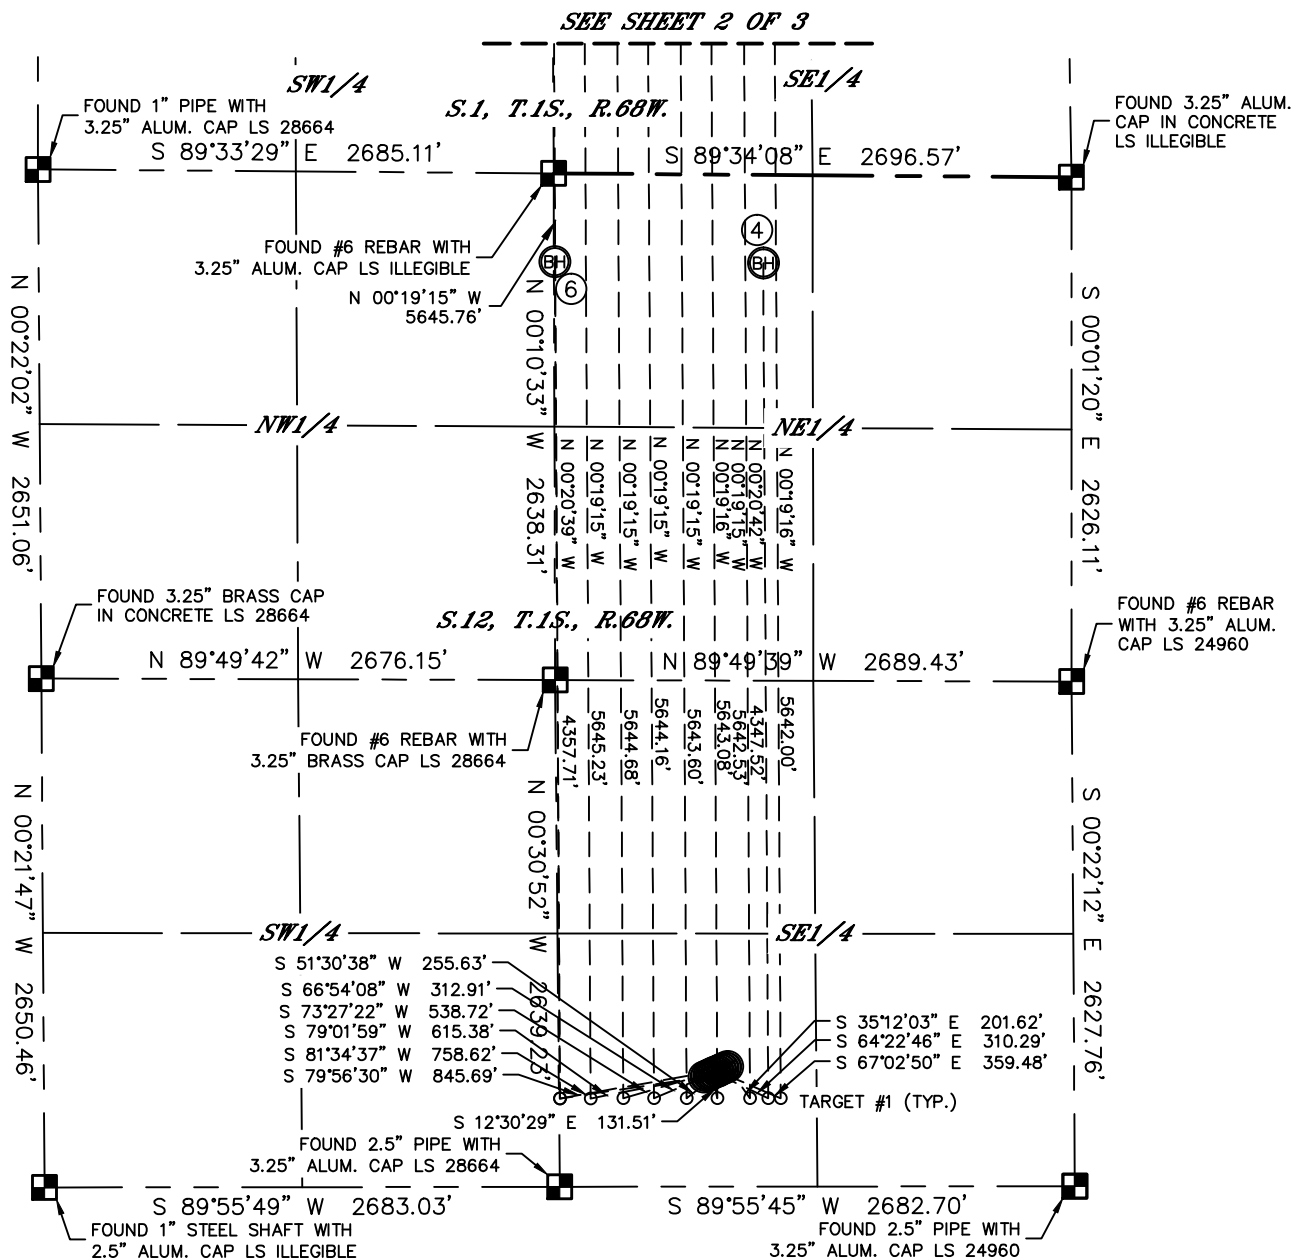 SEE SHEET 2 OF 3
SW1/4
SE1/4
FOUND 1" PIPE WITH
3.25" ALUM. CAP LS 28664
S.1, T.1S., R.68W.
FOUND 3.25" ALUM.
CAP IN CONCRETE
LS ILLEGIBLE
S 89°33'29" E 2685.11'
S 89°34'08" E 2696.57'
FOUND #6 REBAR WITH
3.25" ALUM. CAP LS ILLEGIBLE
4
BH
BH
6
N 00°19'15" W
5645.76'
N 00°22'02" W 2651.06'
N 00°10'33" W 2638.31'
S 00°01'20" E 2626.11'
NW1/4
NE1/4
N 00°20'39" W
N 00°19'15" W
N 00°19'15" W
N 00°19'15" W
N 00°19'15" W
N 00°19'16" W
N 00°19'15" W
N 00°20'42" W
N 00°19'16" W
FOUND 3.25" BRASS CAP
IN CONCRETE LS 28664
S.12, T.1S., R.68W.
FOUND #6 REBAR
WITH 3.25" ALUM.
CAP LS 24960
N 89°49'42" W 2676.15'
N 89°49'39" W 2689.43'
FOUND #6 REBAR WITH
3.25" BRASS CAP LS 28664
4357.71'
5645.23'
5644.68'
5644.16'
5643.60'
5643.08'
5642.53'
4347.52'
5642.00'
N 00°21'47" W 2650.46'
N 00°30'52" W 2639.23'
S 00°22'12" E 2627.76'
SW1/4
SE1/4
S 51°30'38" W 255.63'
S 66°54'08" W 312.91'
S 73°27'22" W 538.72'
S 79°01'59" W 615.38'
S 81°34'37" W 758.62'
S 79°56'30" W 845.69'
S 35°12'03" E 201.62'
S 64°22'46" E 310.29'
S 67°02'50" E 359.48'
TARGET #1 (TYP.)
S 12°30'29" E 131.51'
FOUND 2.5" PIPE WITH
3.25" ALUM. CAP LS 28664
S 89°55'49" W 2683.03'
S 89°55'45" W 2682.70'
FOUND 1" STEEL SHAFT WITH
2.5" ALUM. CAP LS ILLEGIBLE
FOUND 2.5" PIPE WITH
3.25" ALUM. CAP LS 24960